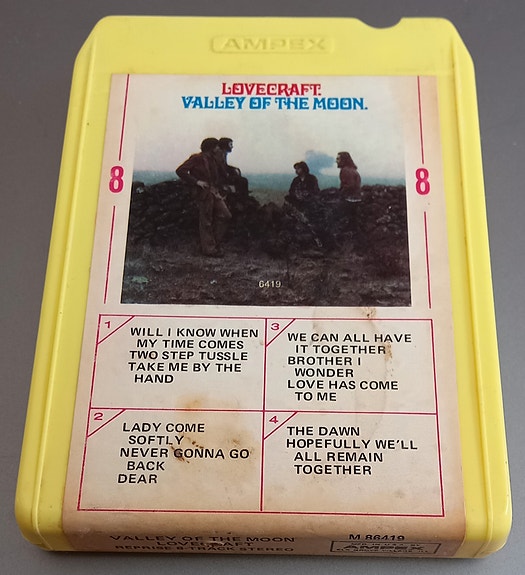 AMPEX
LOVECRAFT.
VALLEY OF THE MOON.
8
8
6419
1
WILL I KNOW WHEN
MY TIME COMES
TWO STEP TUSSLE
TAKE ME BY THE
HAND
3
WE CAN ALL HAVE
IT TOGETHER
BROTHER I
WONDER
LOVE HAS COME
TO ME
2
LADY COME
SOFTLY
NEVER GONNA GO
BACK
DEAR
4
THE DAWN
HOPEFULLY WE'LL
ALL REMAIN
TOGETHER
VALLEY OF THE MOON
LOVECRAFT
REPRISE 8-TRACK STEREO
M 86419
AMPEX